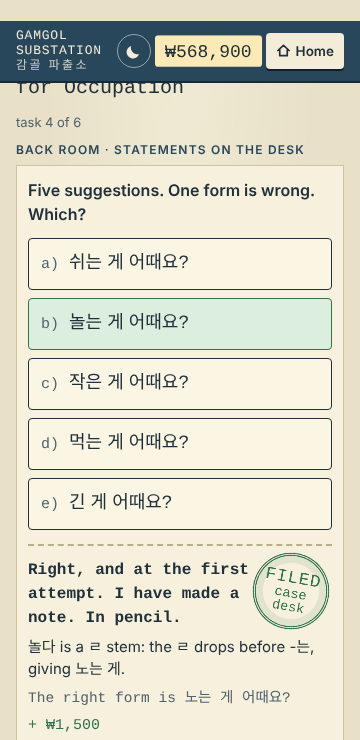 GAMGOL
SUBSTATION
감골 파출소
₩568,900
Home
for Occupation
task 4 of 6
BACK ROOM · STATEMENTS ON THE DESK
Five suggestions. One form is wrong.
Which?
a) 쉬는 게 어때요?
b) 놀는 게 어때요?
c) 작은 게 어때요?
d) 먹는 게 어때요?
e) 긴 게 어때요?
Right, and at the first
attempt. I have made a
note. In pencil.
FILED
case
desk
놀다 is a ㄹ stem: the ㄹ drops before -는,
giving 노는 게.
The right form is 노는 게 어때요?
+ ₩1,500